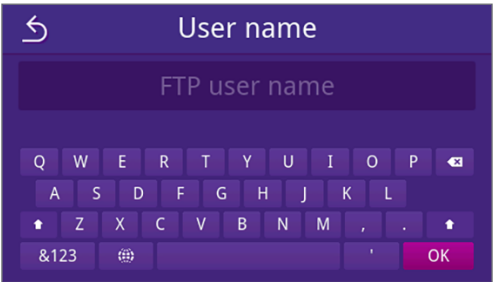 User name
FTP user name
Q W E R T Y U I O P
A S D F G H J K L
Z X C V B N M , .
&123 ' OK